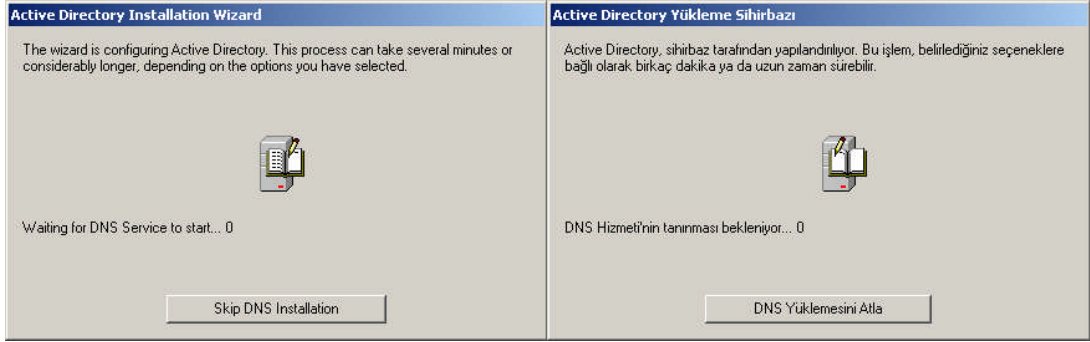 Active Directory Installation Wizard
The wizard is configuring Active Directory. This process can take several minutes or
considerably longer, depending on the options you have selected.
Waiting for DNS Service to start... 0
Skip DNS Installation
Active Directory Yükleme Sihirbazı
Active Directory, sihirbaz tarafından yapılandırılıyor. Bu işlem, belirlediğiniz seçeneklere
bağlı olarak birkaç dakika ya da uzun zaman sürebilir.
DNS Hizmeti'nin tanınması bekleniyor... 0
DNS Yüklemesini Atla